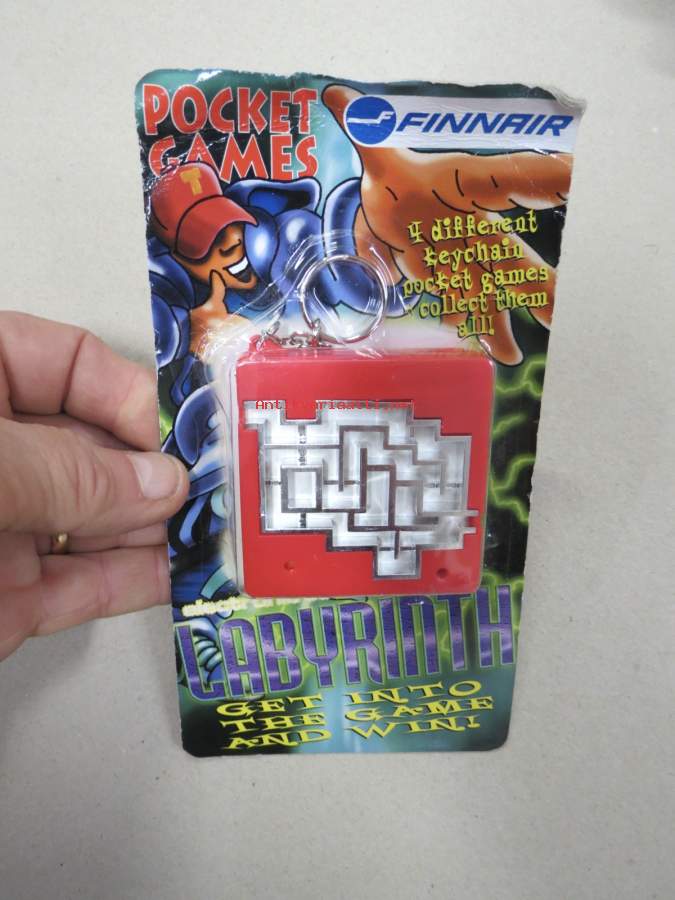 POCKET
GAMES
FINNAIR
T
4 different
keychain
pocket games
collect them
all!
LABYRINTH
GET INTO
THE GAME
AND WIN!